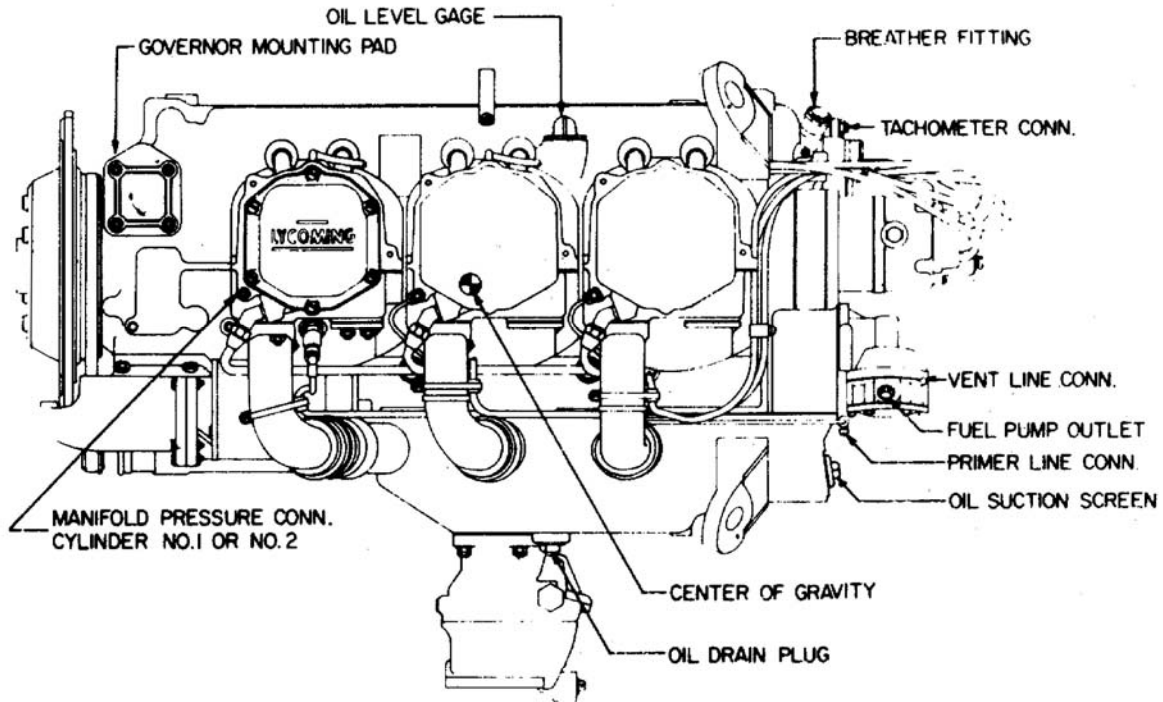 OIL LEVEL GAGE
GOVERNOR MOUNTING PAD
BREATHER FITTING
TACHOMETER CONN.
LYCOMING
VENT LINE CONN.
FUEL PUMP OUTLET
PRIMER LINE CONN.
OIL SUCTION SCREEN
MANIFOLD PRESSURE CONN.
CYLINDER NO.1 OR NO.2
CENTER OF GRAVITY
OIL DRAIN PLUG